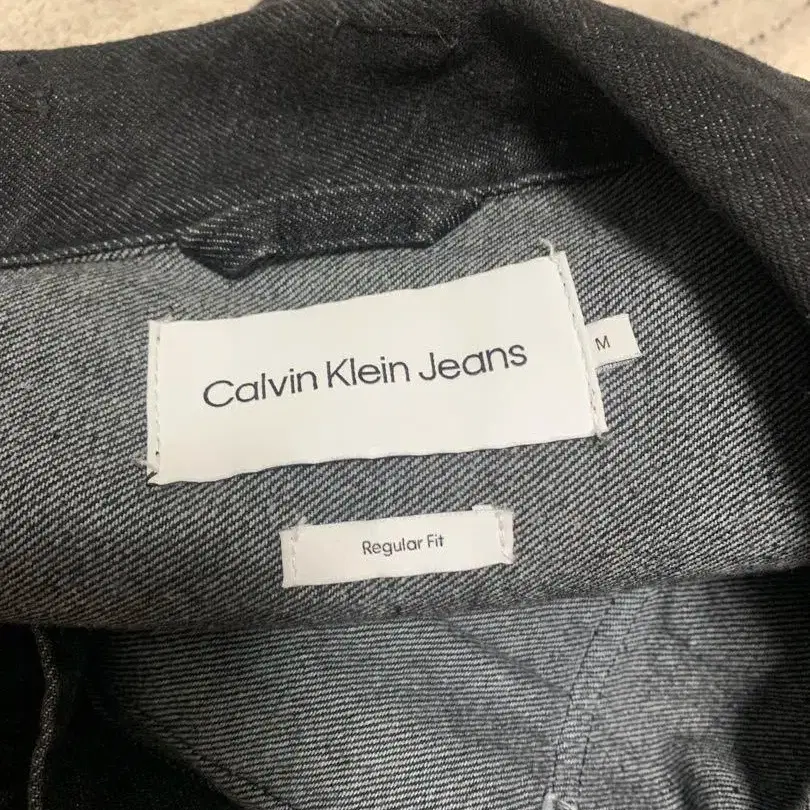 Calvin Klein Jeans
M
Regular Fit